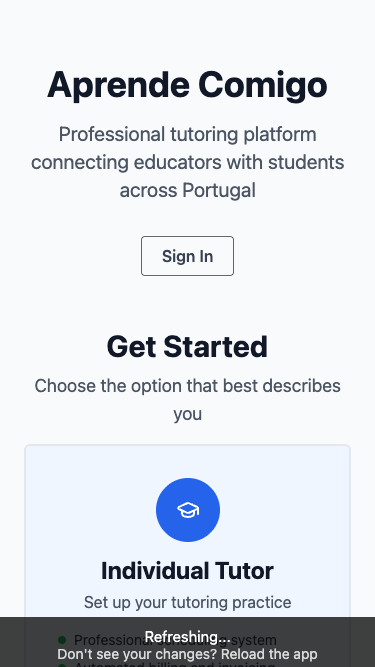 Aprende Comigo
Professional tutoring platform
connecting educators with students
across Portugal
Sign In
Get Started
Choose the option that best describes
you
Individual Tutor
Set up your tutoring practice
Professional scheduling system
Automated billing and invoicing
Refreshing...
Don't see your changes? Reload the app